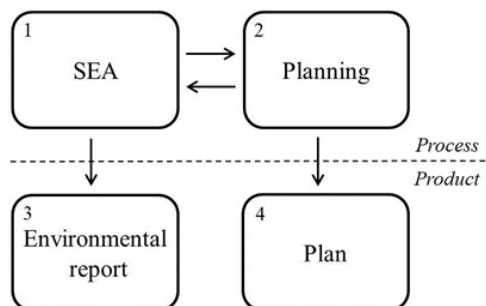 1
SEA
2
Planning
Process
Product
3
Environmental
report
4
Plan